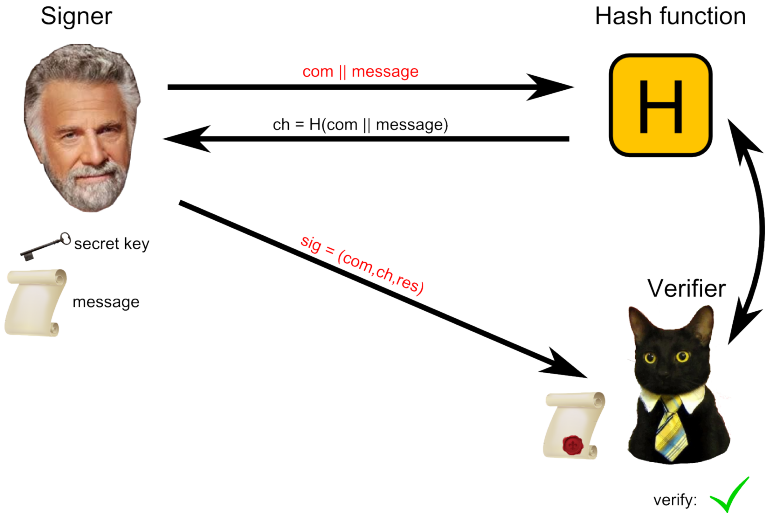 Signer
Hash function
com || message
H
ch = H(com || message)
secret key
sig = (com,ch,res)
message
Verifier
verify: